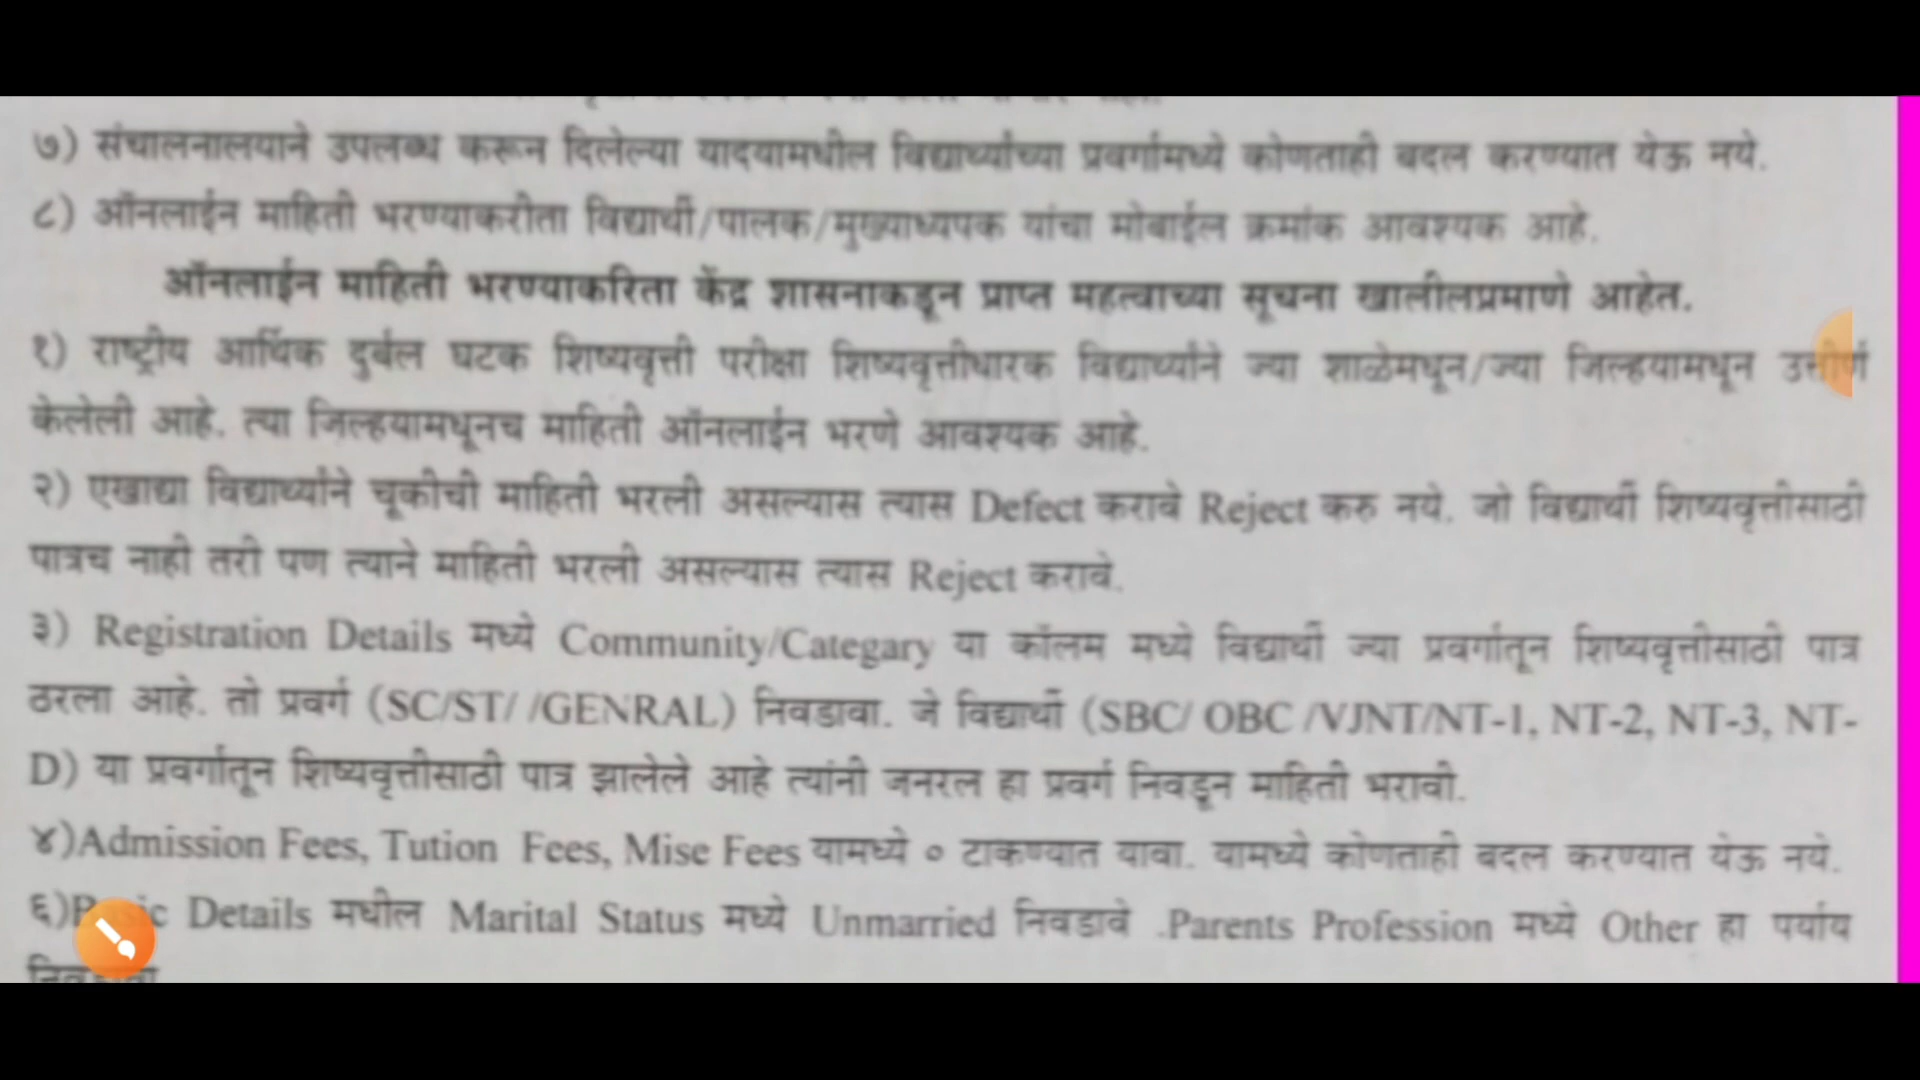 ७) संचालनालयाने उपलब्ध करून दिलेल्या यादयामधील विद्यार्थ्यांच्या प्रवर्गामध्ये कोणताही बदल करण्यात येऊ नये.
८) ऑनलाईन माहिती भरण्याकरीता विद्यार्थी/पालक/मुख्याध्यपक यांचा मोबाईल क्रमांक आवश्यक आहे.
ऑनलाईन माहिती भरण्याकरिता केंद्र शासनाकडून प्राप्त महत्वाच्या सूचना खालीलप्रमाणे आहेत.
१) राष्ट्रीय आर्थिक दुर्बल घटक शिष्यवृत्ती परीक्षा शिष्यवृत्तीधारक विद्यार्थ्यांने ज्या शाळेमधून/ज्या जिल्हयामधून उत्तीर्ण
केलेली आहे. त्या जिल्हयामधूनच माहिती ऑनलाईन भरणे आवश्यक आहे.
२) एखाद्या विद्यार्थ्यांने चूकीची माहिती भरली असल्यास त्यास Defect करावे Reject करु नये. जो विद्यार्थी शिष्यवृत्तीसाठी
पात्रच नाही तरी पण त्याने माहिती भरली असल्यास त्यास Reject करावे.
३) Registration Details मध्ये Community/Categary या कॉलम मध्ये विद्यार्थी ज्या प्रवर्गातून शिष्यवृत्तीसाठी पात्र
ठरला आहे. तो प्रवर्ग (SC/ST/ /GENRAL) निवडावा. जे विद्यार्थी (SBC/ OBC /VJNT/NT-1, NT-2, NT-3, NT-
D) या प्रवर्गातून शिष्यवृत्तीसाठी पात्र झालेले आहे त्यांनी जनरल हा प्रवर्ग निवडून माहिती भरावी.
४)Admission Fees, Tution Fees, Mise Fees यामध्ये ० टाकण्यात यावा. यामध्ये कोणताही बदल करण्यात येऊ नये.
६)Basic Details मधील Marital Status मध्ये Unmarried निवडावे .Parents Profession मध्ये Other हा पर्याय